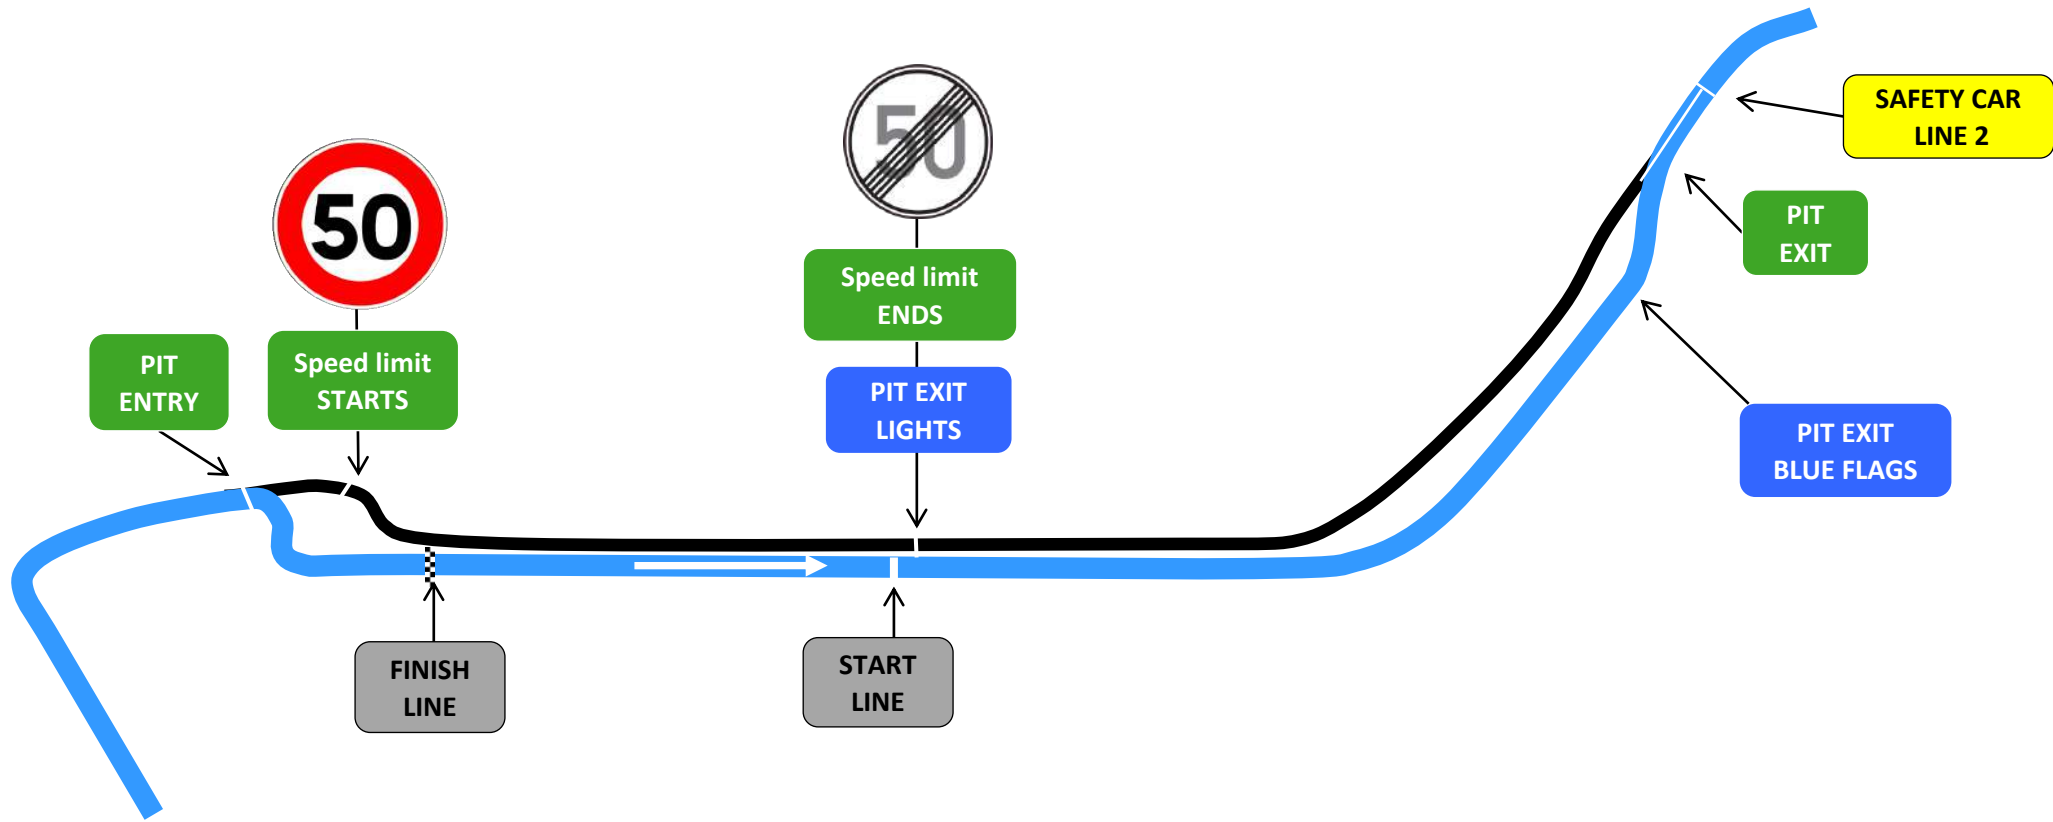 50
SAFETY CAR
LINE 2
50
PIT
EXIT
Speed limit
ENDS
PIT
ENTRY
Speed limit
STARTS
PIT EXIT
LIGHTS
PIT EXIT
BLUE FLAGS
FINISH
LINE
START
LINE